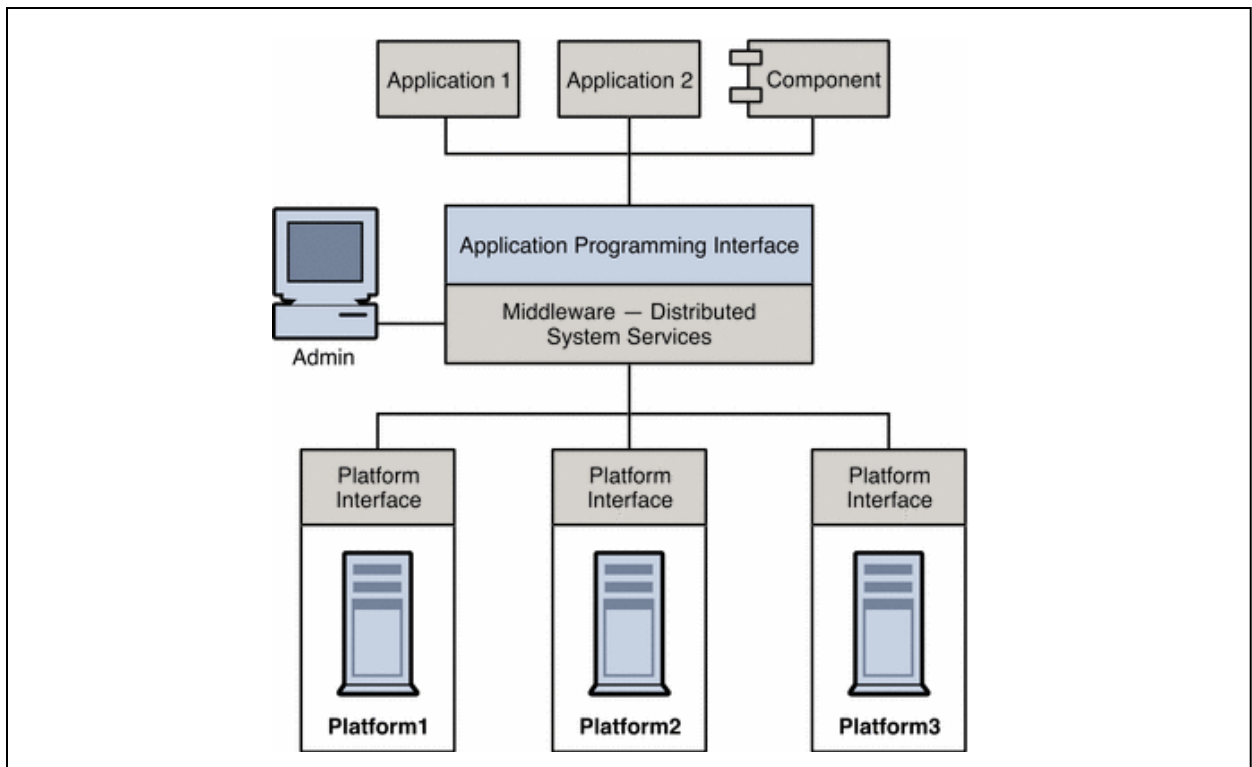 Application 1
Application 2
Component
Application Programming Interface
Middleware — Distributed
System Services
Admin
Platform
Interface
Platform
Interface
Platform
Interface
Platform1
Platform2
Platform3